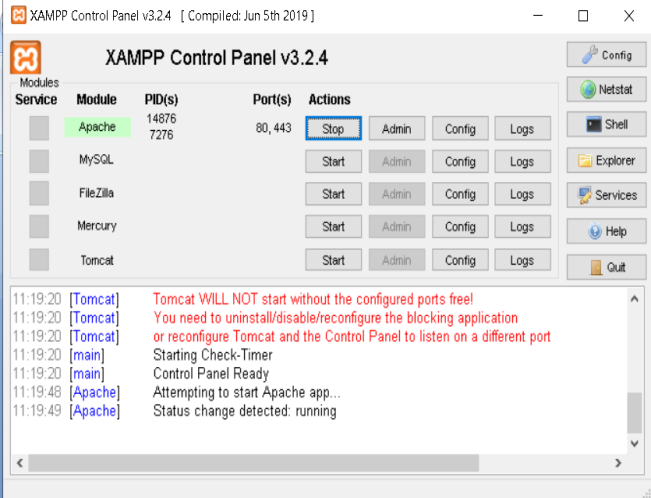 XAMPP Control Panel v3.2.4 [ Compiled: Jun 5th 2019 ]
XAMPP Control Panel v3.2.4
Config
Modules
Service Module PID(s) Port(s) Actions
Netstat
Apache 14876 7276 80, 443 Stop Admin Config Logs
Shell
MySQL Start Admin Config Logs
Explorer
FileZilla Start Admin Config Logs
Services
Mercury Start Admin Config Logs
Help
Tomcat Start Admin Config Logs
Quit
11:19:20 [Tomcat] Tomcat WILL NOT start without the configured ports free!
11:19:20 [Tomcat] You need to uninstall/disable/reconfigure the blocking application
11:19:20 [Tomcat] or reconfigure Tomcat and the Control Panel to listen on a different port
11:19:20 [main] Starting Check-Timer
11:19:20 [main] Control Panel Ready
11:19:48 [Apache] Attempting to start Apache app...
11:19:49 [Apache] Status change detected: running